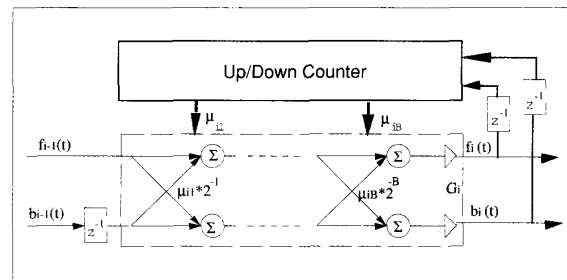 Up/Down Counter
μi1 μiB
z-1 z-1
fi-1(t) Σ Σ fi(t)
μi1*2-1 μiB*2-B Gi
bi-1(t) z-1 Σ Σ bi(t)